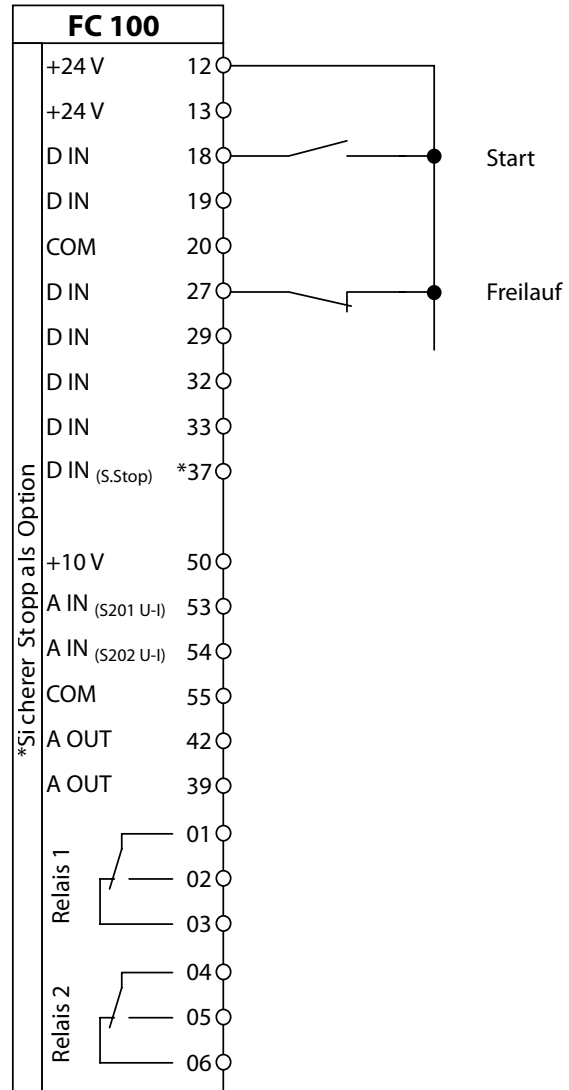 FC 100
+24 V 12
+24 V 13
D IN 18 Start
D IN 19
COM 20
D IN 27 Freilauf
D IN 29
D IN 32
D IN 33
D IN (S.Stop) *37
+10 V 50
A IN (S201 U-I) 53
A IN (S202 U-I) 54
COM 55
A OUT 42
A OUT 39
*Sicherer Stopp als Option
Relais 1
01
02
03
Relais 2
04
05
06